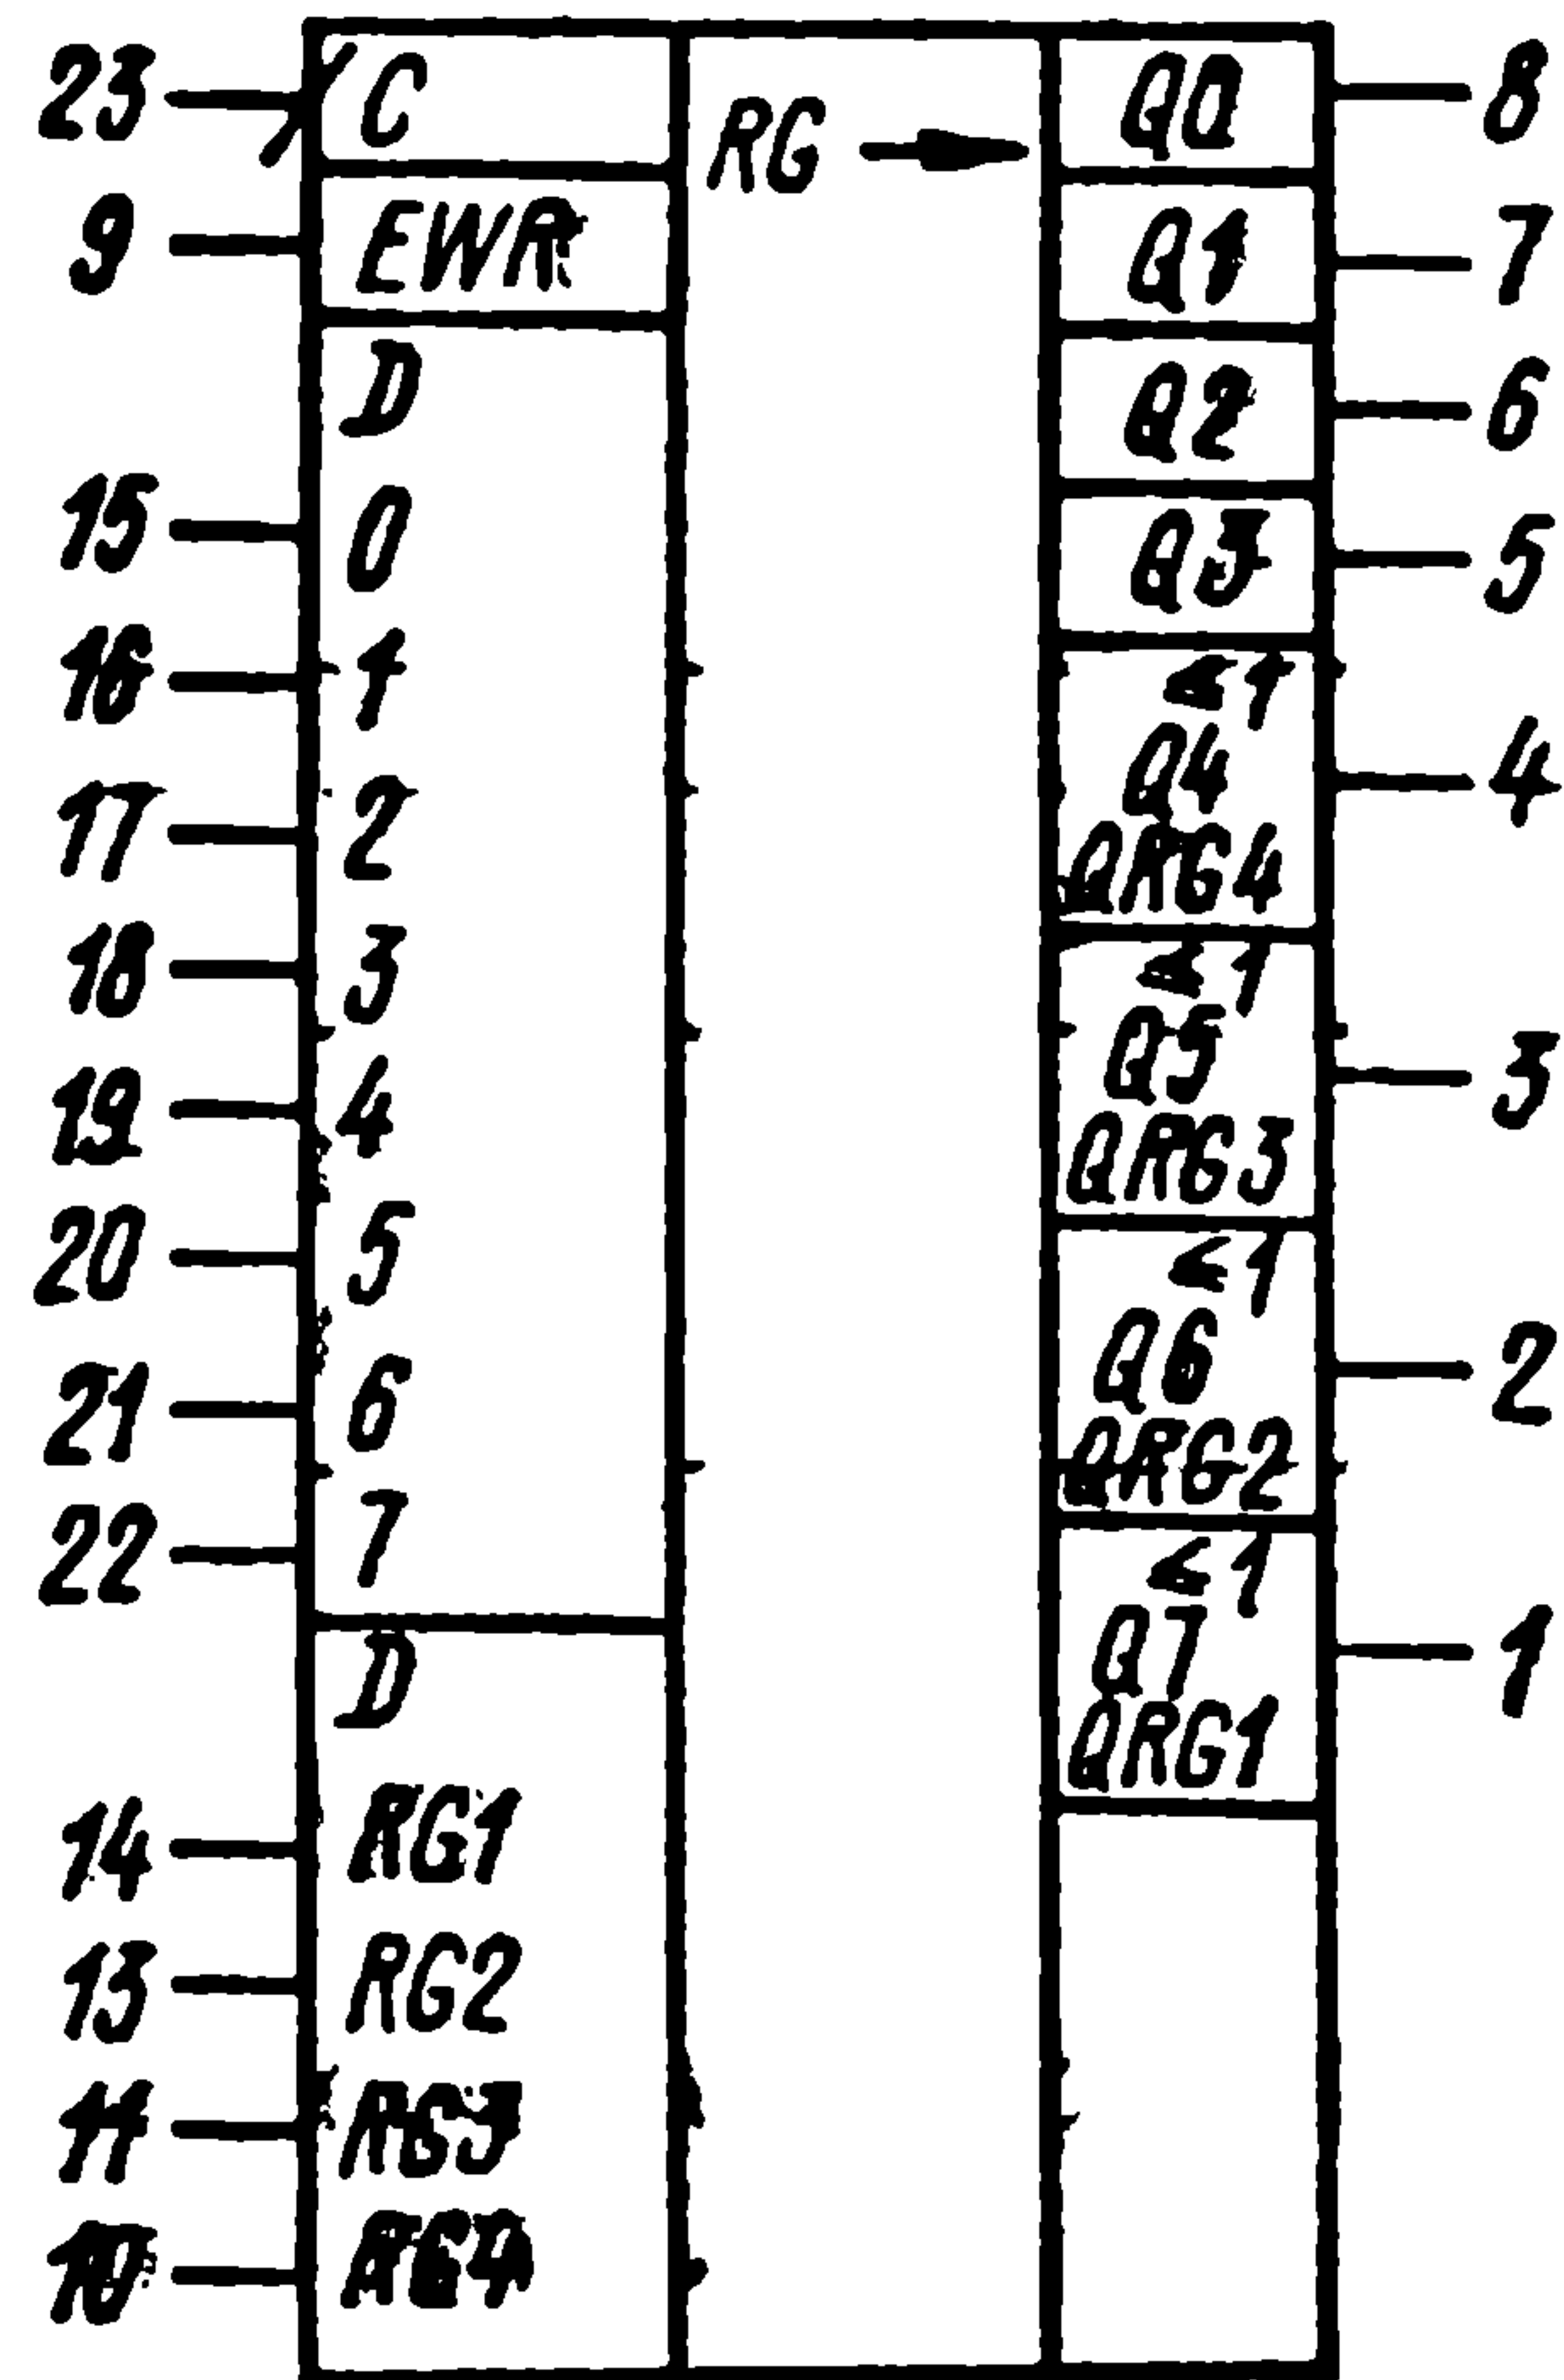 23 C RG Q0 8
9 EWR Q1 7
D Q2 6
15 0 Q3 5
16 1 1
17 2 Q4 4
QRG4
18 3 1
19 4 Q5 3
QRG3
20 5 1
21 6 Q6 2
QRG2
22 7 1
D Q7 1
QRG1
14 RG1
13 RG2
11 RG3
10 RG4